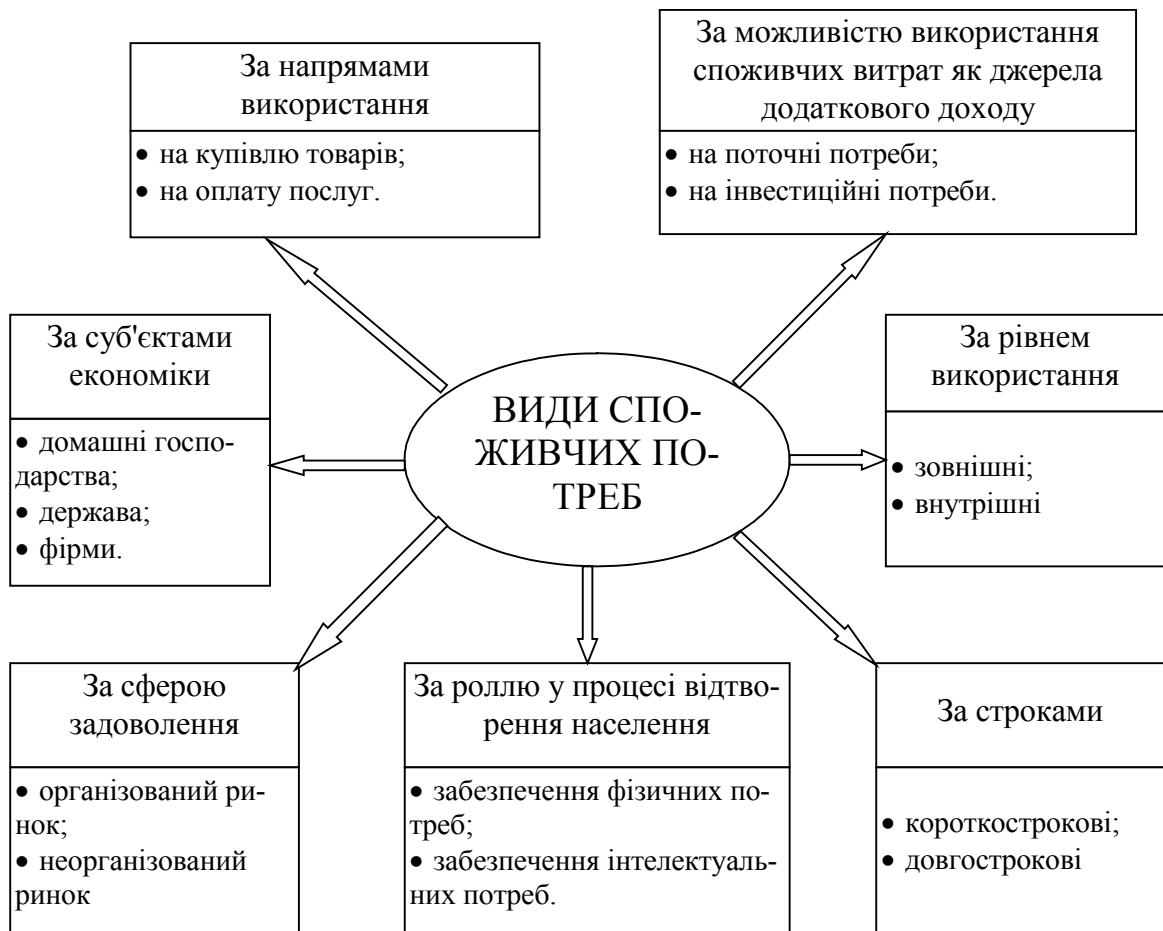 За напрямами
використання
• на купівлю товарів;
• на оплату послуг.
За можливістю використання
споживчих витрат як джерела
додаткового доходу
• на поточні потреби;
• на інвестиційні потреби.
За суб'єктами
економіки
• домашні госпо-
дарства;
• держава;
• фірми.
ВИДИ СПО-
ЖИВЧИХ ПО-
ТРЕБ
За рівнем
використання
• зовнішні;
• внутрішні
За сферою
задоволення
• організований ри-
нок;
• неорганізований
ринок
За роллю у процесі відтво-
рення населення
• забезпечення фізичних по-
треб;
• забезпечення інтелектуаль-
них потреб.
За строками
• короткострокові;
• довгострокові